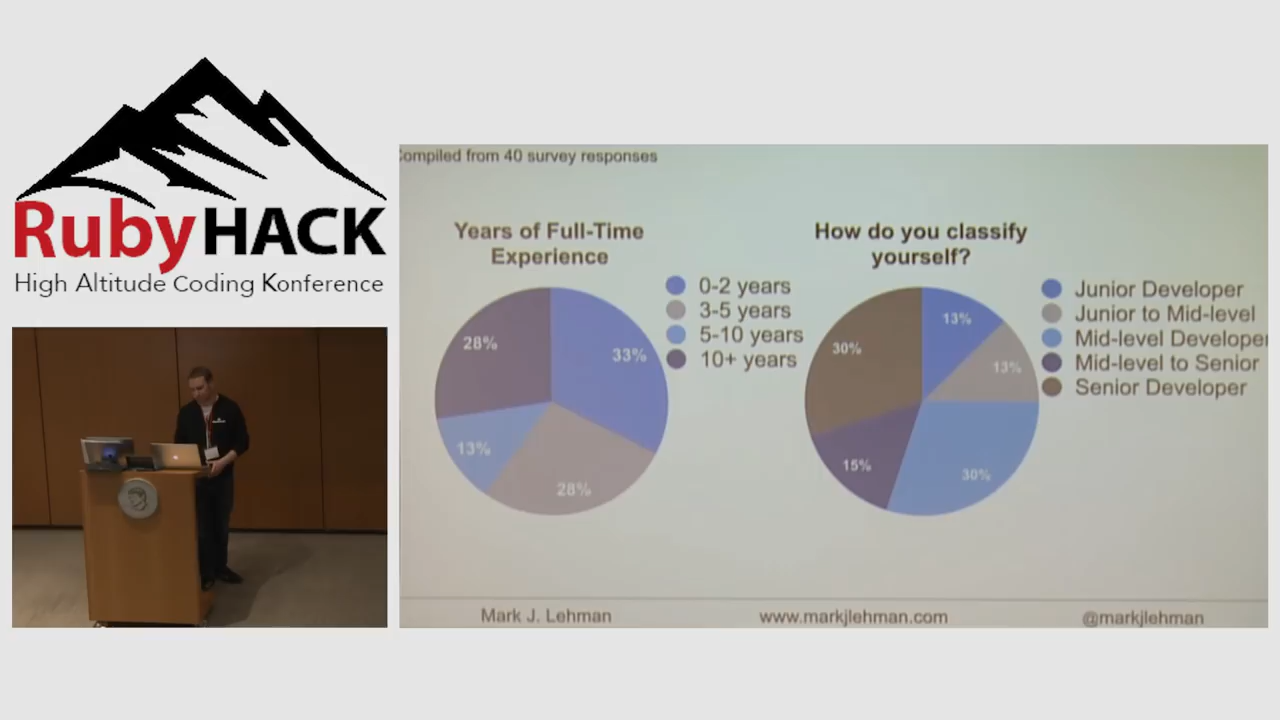 RubyHACK
High Altitude Coding Konference
Compiled from 40 survey responses
Years of Full-Time
Experience
0-2 years
3-5 years
5-10 years
10+ years
28%
33%
13%
28%
How do you classify
yourself?
Junior Developer
Junior to Mid-level
Mid-level Developer
Mid-level to Senior
Senior Developer
13%
30%
13%
15%
30%
Mark J. Lehman
www.markjlehman.com
@markjlehman